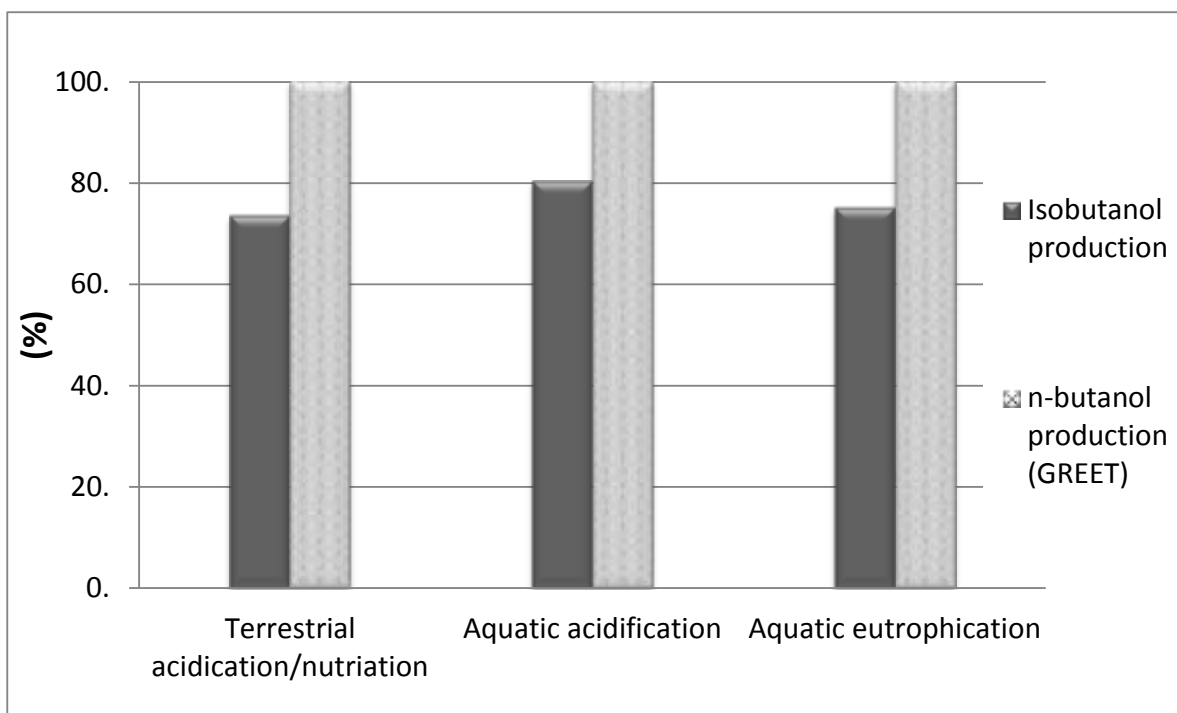 100.
80.
60.
40.
20.
0.
(%)
Terrestrial
acidication/nutriation
Aquatic acidification
Aquatic eutrophication
Isobutanol
production
n-butanol
production
(GREET)